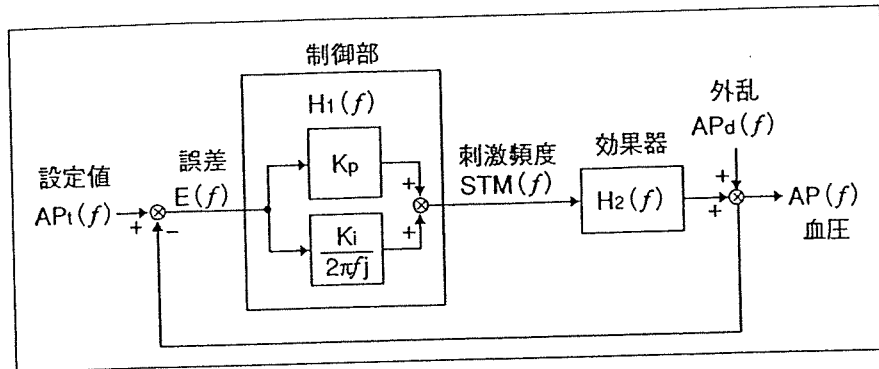 制御部
H1(f)
Kp
Ki
2πfj
設定値
APt(f)
誤差
E(f)
刺激頻度
STM(f)
効果器
H2(f)
外乱
APd(f)
AP(f)
血圧
+
−
+
+
+
+